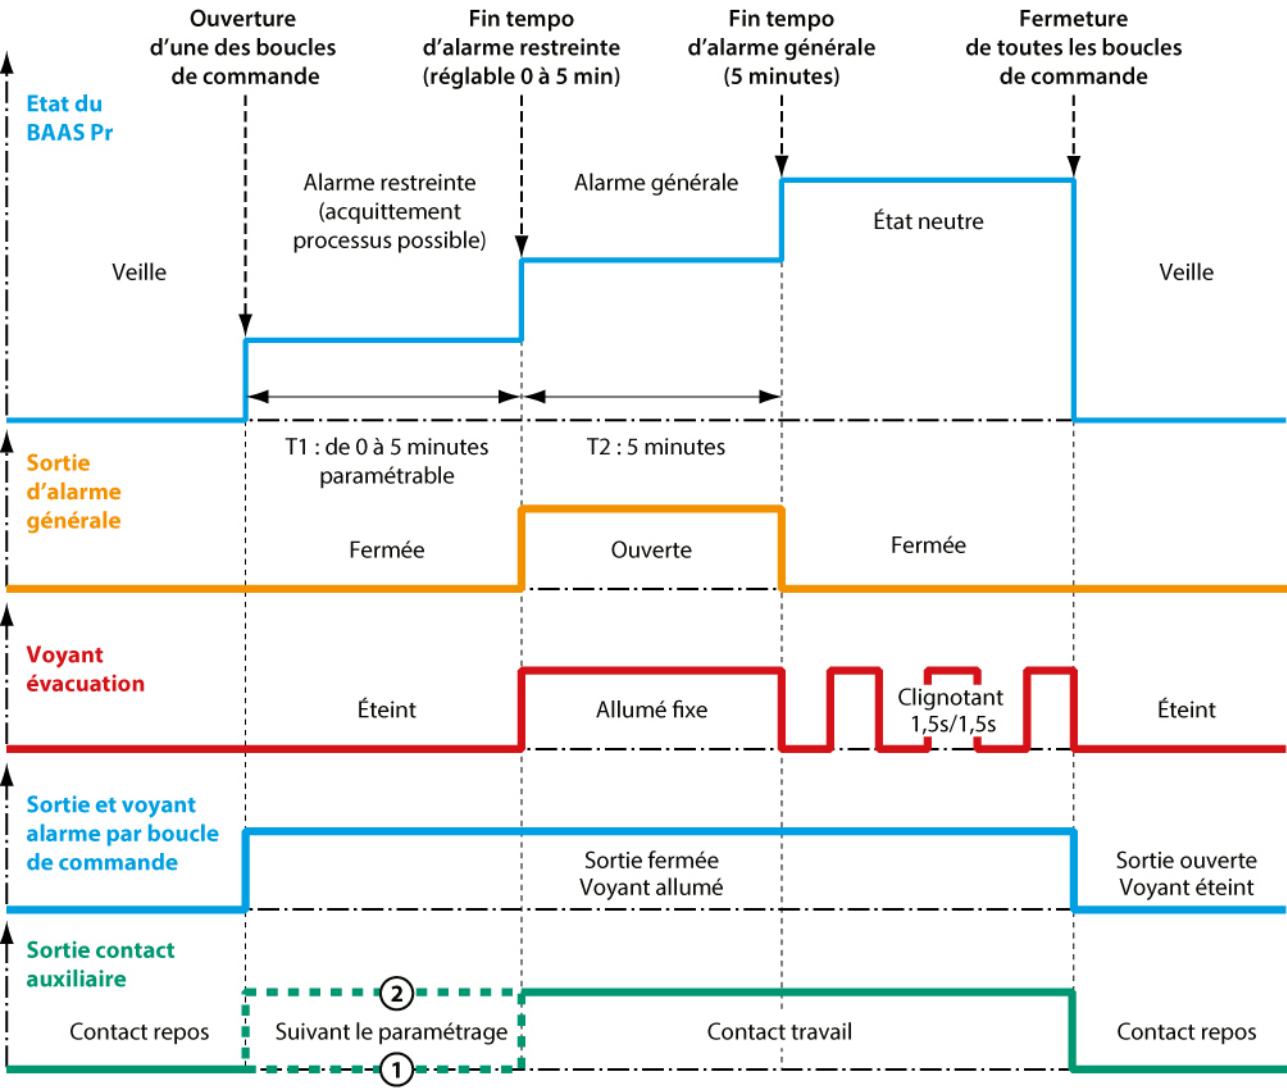 Ouverture
d'une des boucles
de commande
Fin tempo
d'alarme restreinte
(réglable 0 à 5 min)
Fin tempo
d'alarme générale
(5 minutes)
Fermeture
de toutes les boucles
de commande
Etat du
BAAS Pr
Veille
Alarme restreinte
(acquittement
processus possible)
Alarme générale
État neutre
Veille
T1 : de 0 à 5 minutes
paramétrable
T2 : 5 minutes
Sortie
d'alarme
générale
Fermée
Ouverte
Fermée
Voyant
évacuation
Éteint
Allumé fixe
Clignotant
1,5s/1,5s
Éteint
Sortie et voyant
alarme par boucle
de commande
Sortie fermée
Voyant allumé
Sortie ouverte
Voyant éteint
Sortie contact
auxiliaire
Contact repos
2
Suivant le paramétrage
1
Contact travail
Contact repos